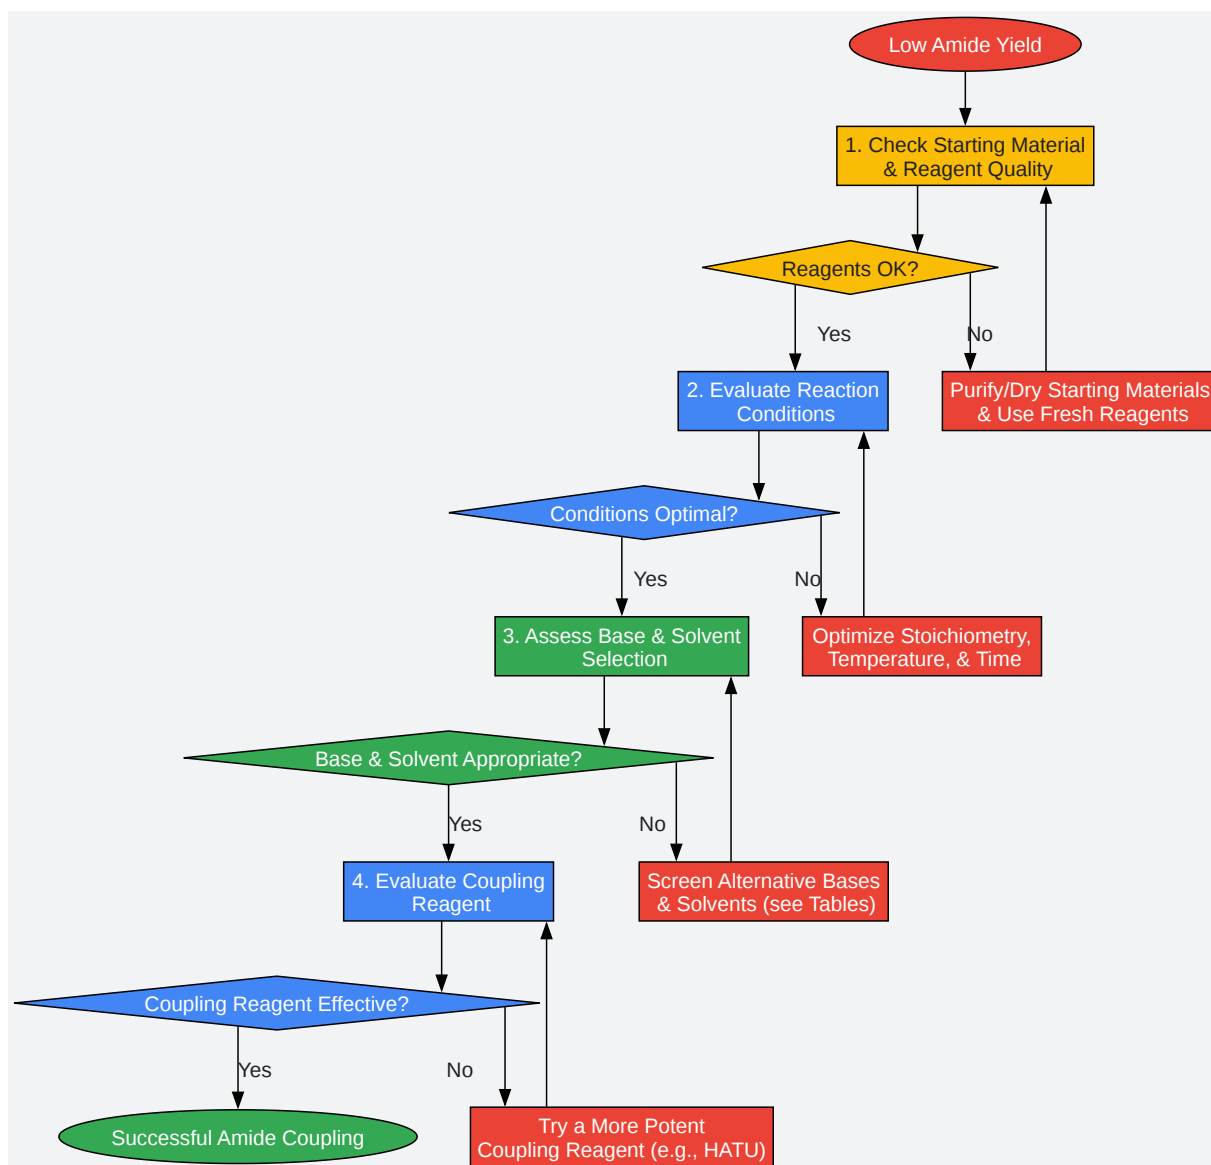 Low Amide Yield
1. Check Starting Material
& Reagent Quality
Reagents OK?
Yes
No
2. Evaluate Reaction
Conditions
Purify/Dry Starting Materials
& Use Fresh Reagents
Conditions Optimal?
Yes
No
3. Assess Base & Solvent
Selection
Optimize Stoichiometry,
Temperature, & Time
Base & Solvent Appropriate?
Yes
No
4. Evaluate Coupling
Reagent
Screen Alternative Bases
& Solvents (see Tables)
Coupling Reagent Effective?
Yes
No
Successful Amide Coupling
Try a More Potent
Coupling Reagent (e.g., HATU)